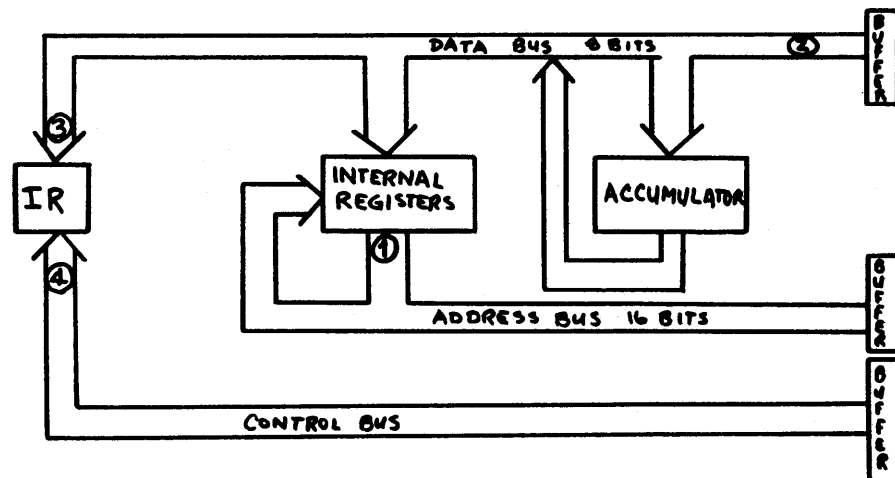 DATA BUS 8 BITS
②
BUFFER
③
IR
INTERNAL
REGISTERS
ACCUMULATOR
①
④
ADDRESS BUS 16 BITS
BUFFER
CONTROL BUS
BUFFER